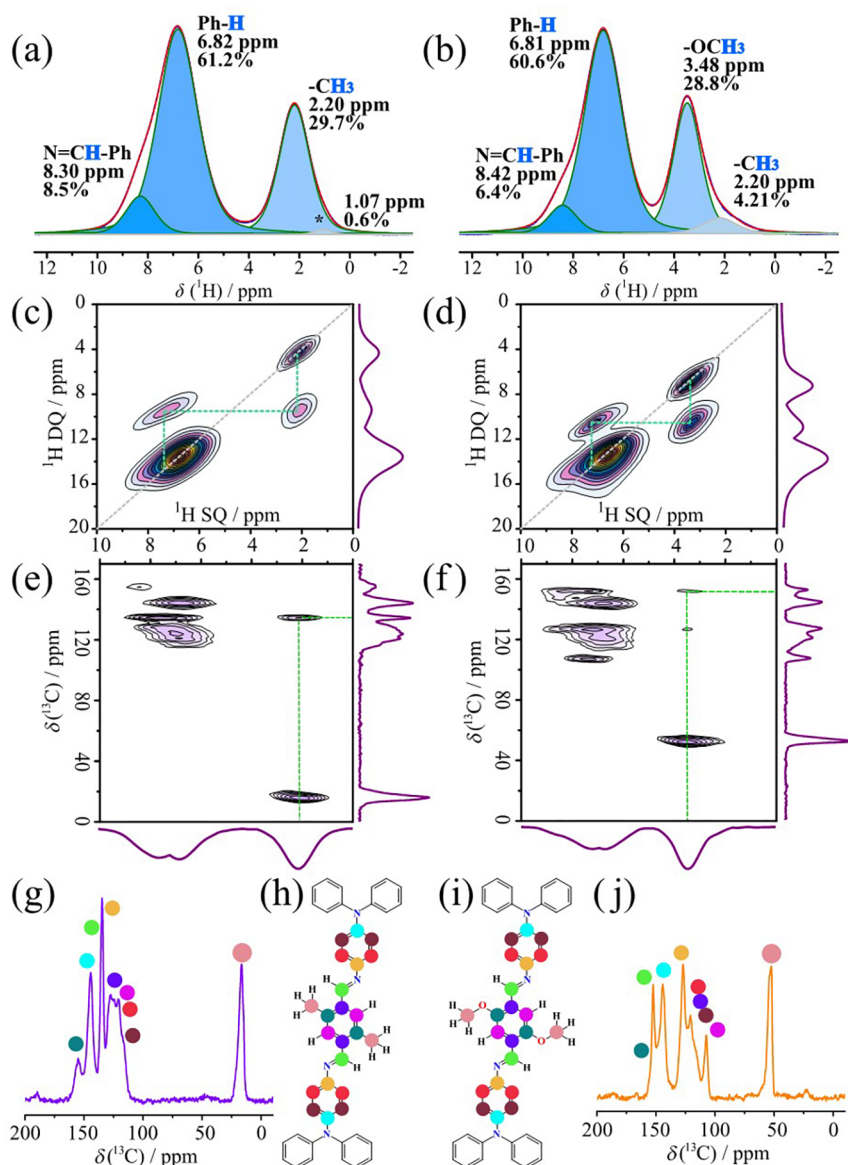 (a)
Ph-H
6.82 ppm
61.2%
-CH3
2.20 ppm
29.7%
N=CH-Ph
8.30 ppm
8.5%
1.07 ppm
0.6%
*
12 10 8 6 4 2 0 -2
δ (¹H) / ppm
(b)
Ph-H
6.81 ppm
60.6%
-OCH3
3.48 ppm
28.8%
N=CH-Ph
8.42 ppm
6.4%
-CH3
2.20 ppm
4.21%
12 10 8 6 4 2 0 -2
δ (¹H) / ppm
(c)
0
4
8
12
16
20
¹H DQ / ppm
¹H SQ / ppm
10 8 6 4 2 0
(d)
0
4
8
12
16
20
¹H DQ / ppm
¹H SQ / ppm
10 8 6 4 2 0
(e)
160
120
80
40
0
δ(¹³C) / ppm
(f)
160
120
80
40
0
δ(¹³C) / ppm
(g)
200 150 100 50 0
δ(¹³C) / ppm
(h)
N
N
H
H
H
H
H
H
H
H
H
H
N
N
(i)
N
N
H
H
H
H
O
H
H
O
H
H
H
H
N
N
(j)
200 150 100 50 0
δ(¹³C) / ppm